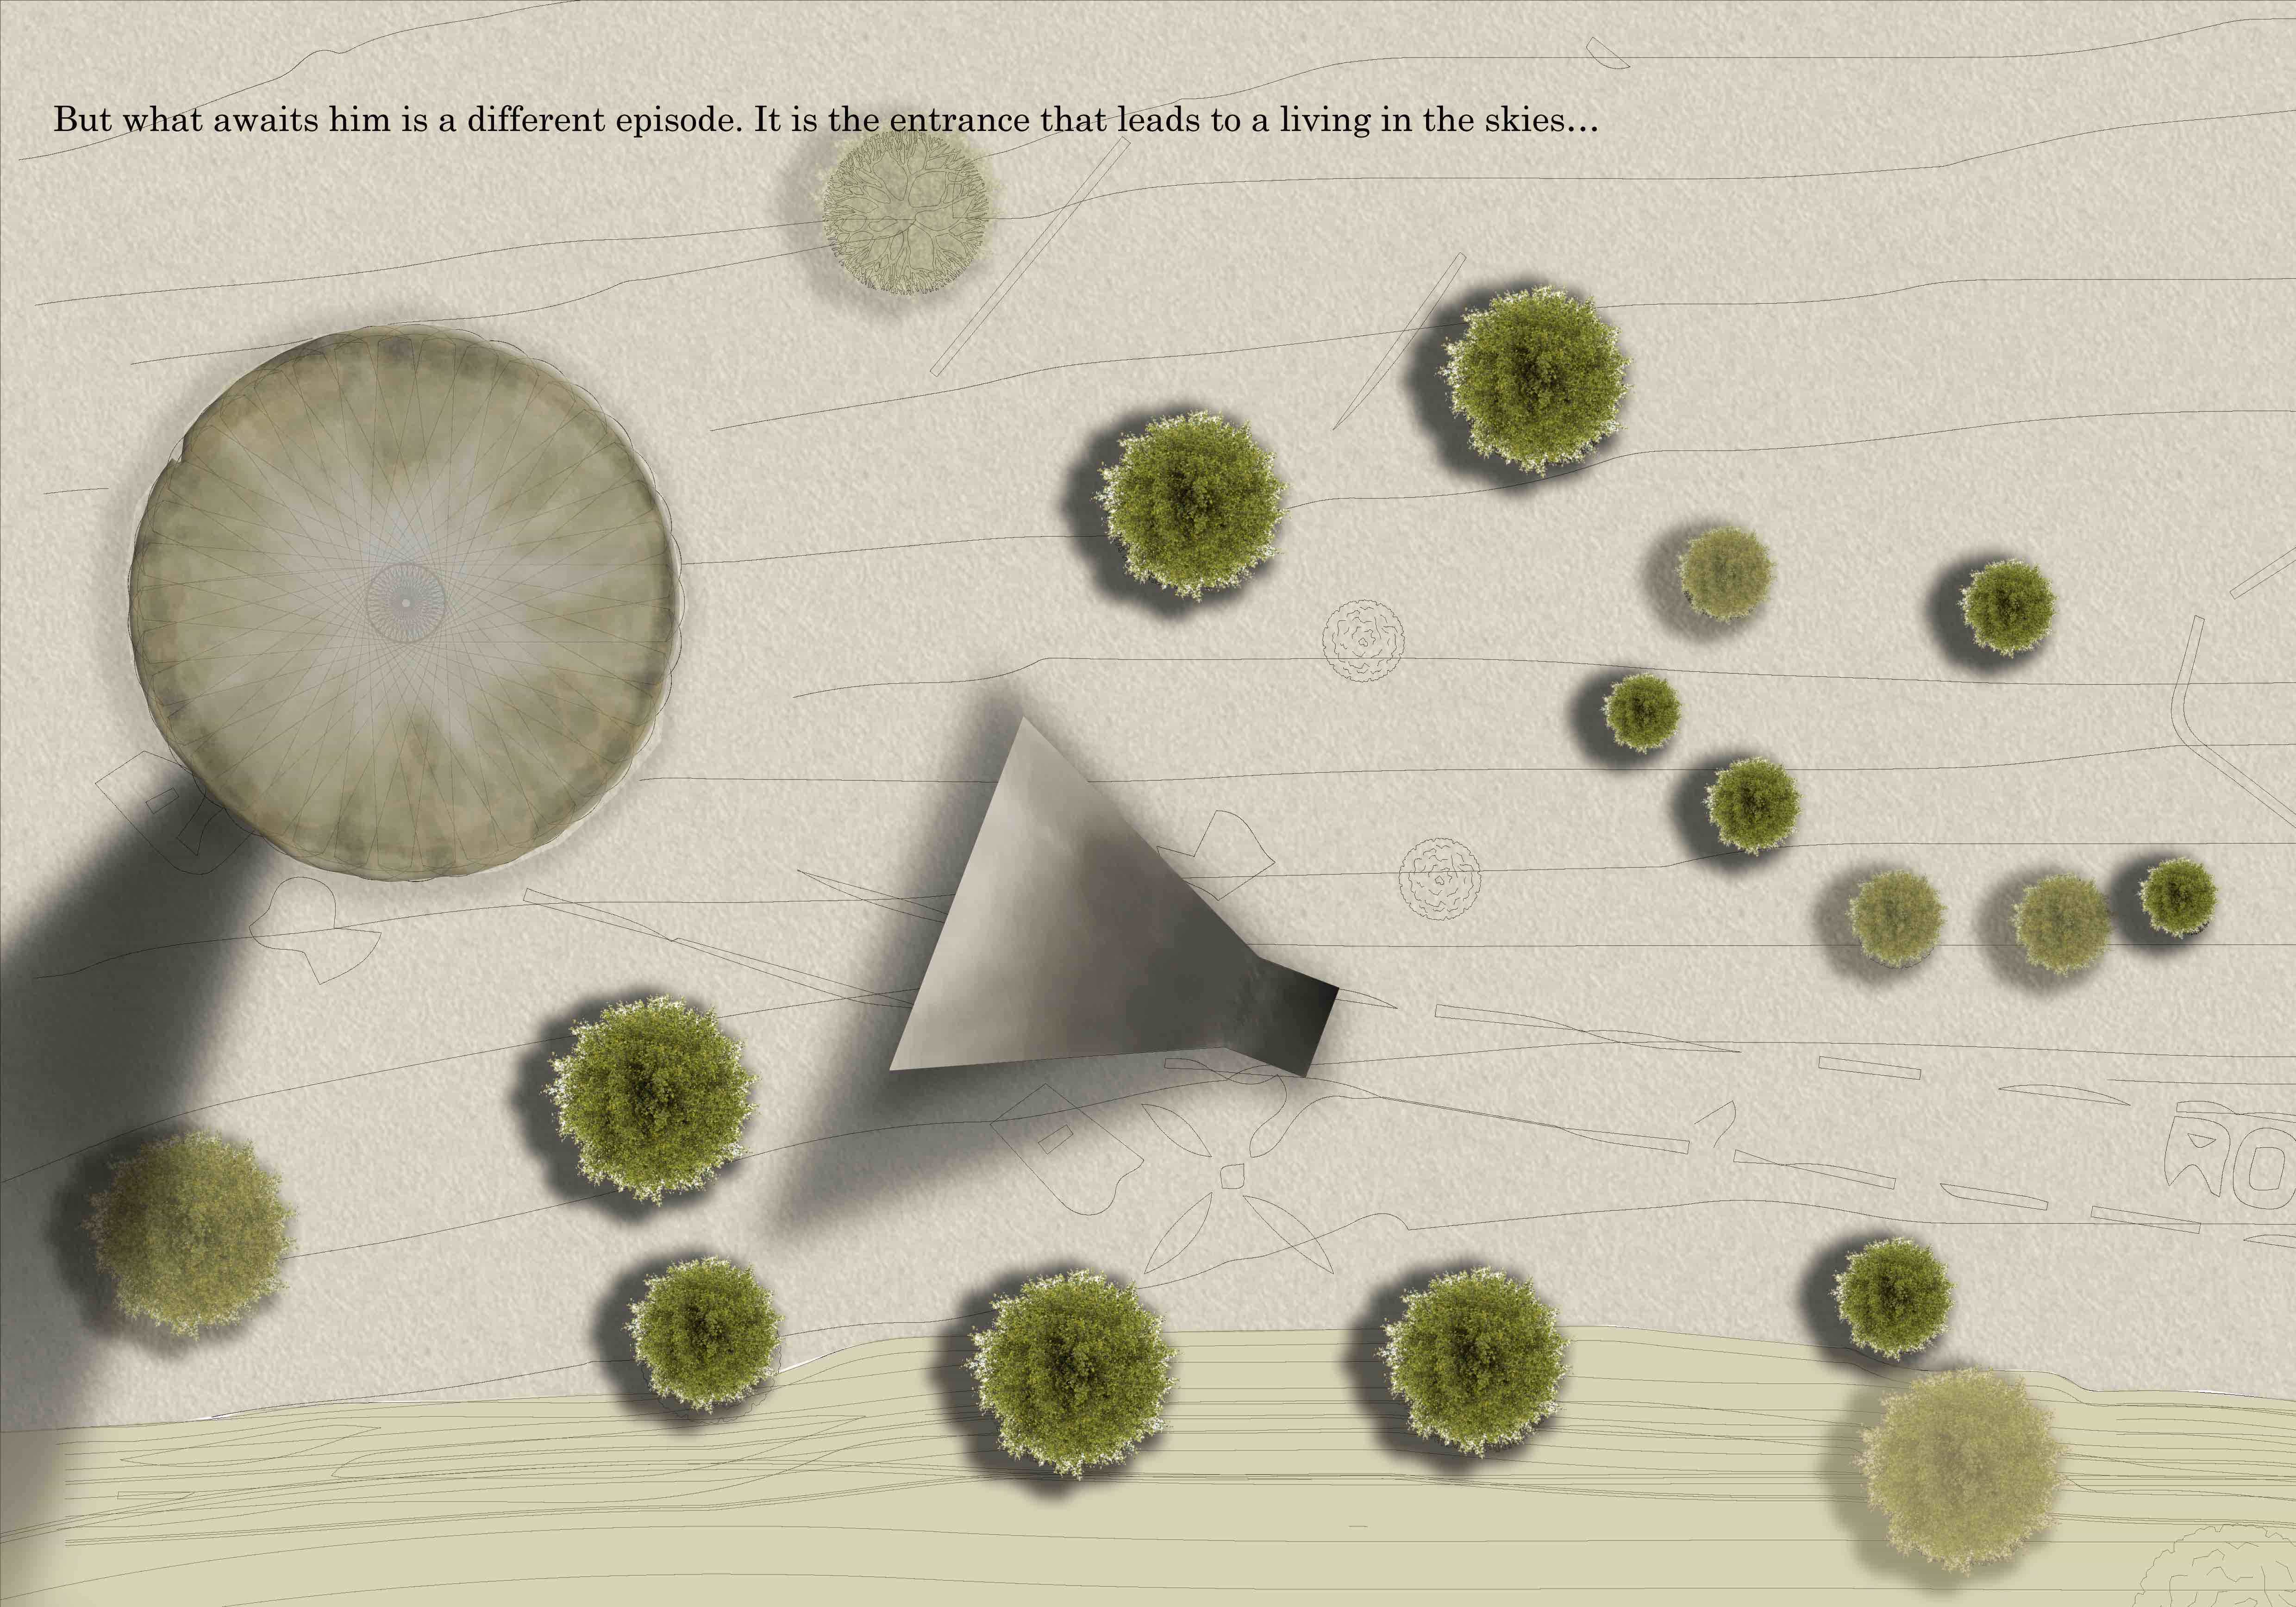 But what awaits him is a different episode. It is the entrance that leads to a living in the skies...